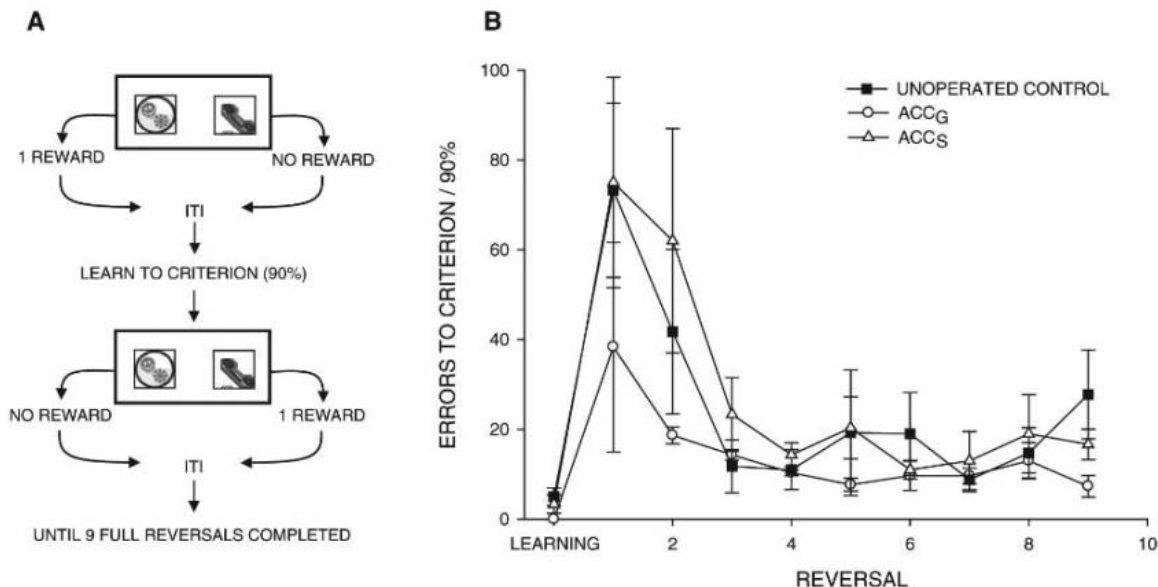 A
1 REWARD
NO REWARD
ITI
LEARN TO CRITERION (90%)
NO REWARD
1 REWARD
ITI
UNTIL 9 FULL REVERSALS COMPLETED
B
ERRORS TO CRITERION / 90%
100
80
60
40
20
0
UNOPERATED CONTROL
ACCG
ACCS
LEARNING 2 4 6 8 10
REVERSAL